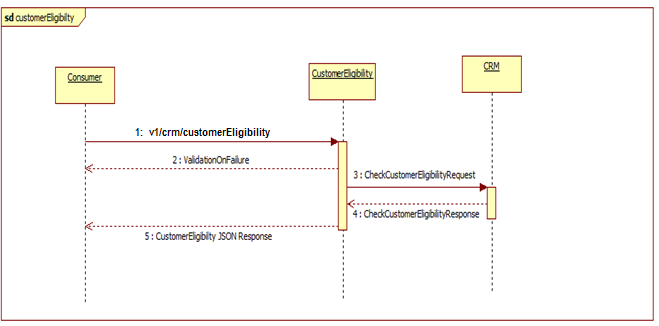 sd customerEligibilty
Consumer
CustomerEligibility
CRM
1: v1/crm/customerEligibility
2 : ValidationOnFailure
3 : CheckCustomerEligibilityRequest
4 : CheckCustomerEligibilityResponse
5 : CustomerEligibilty JSON Response